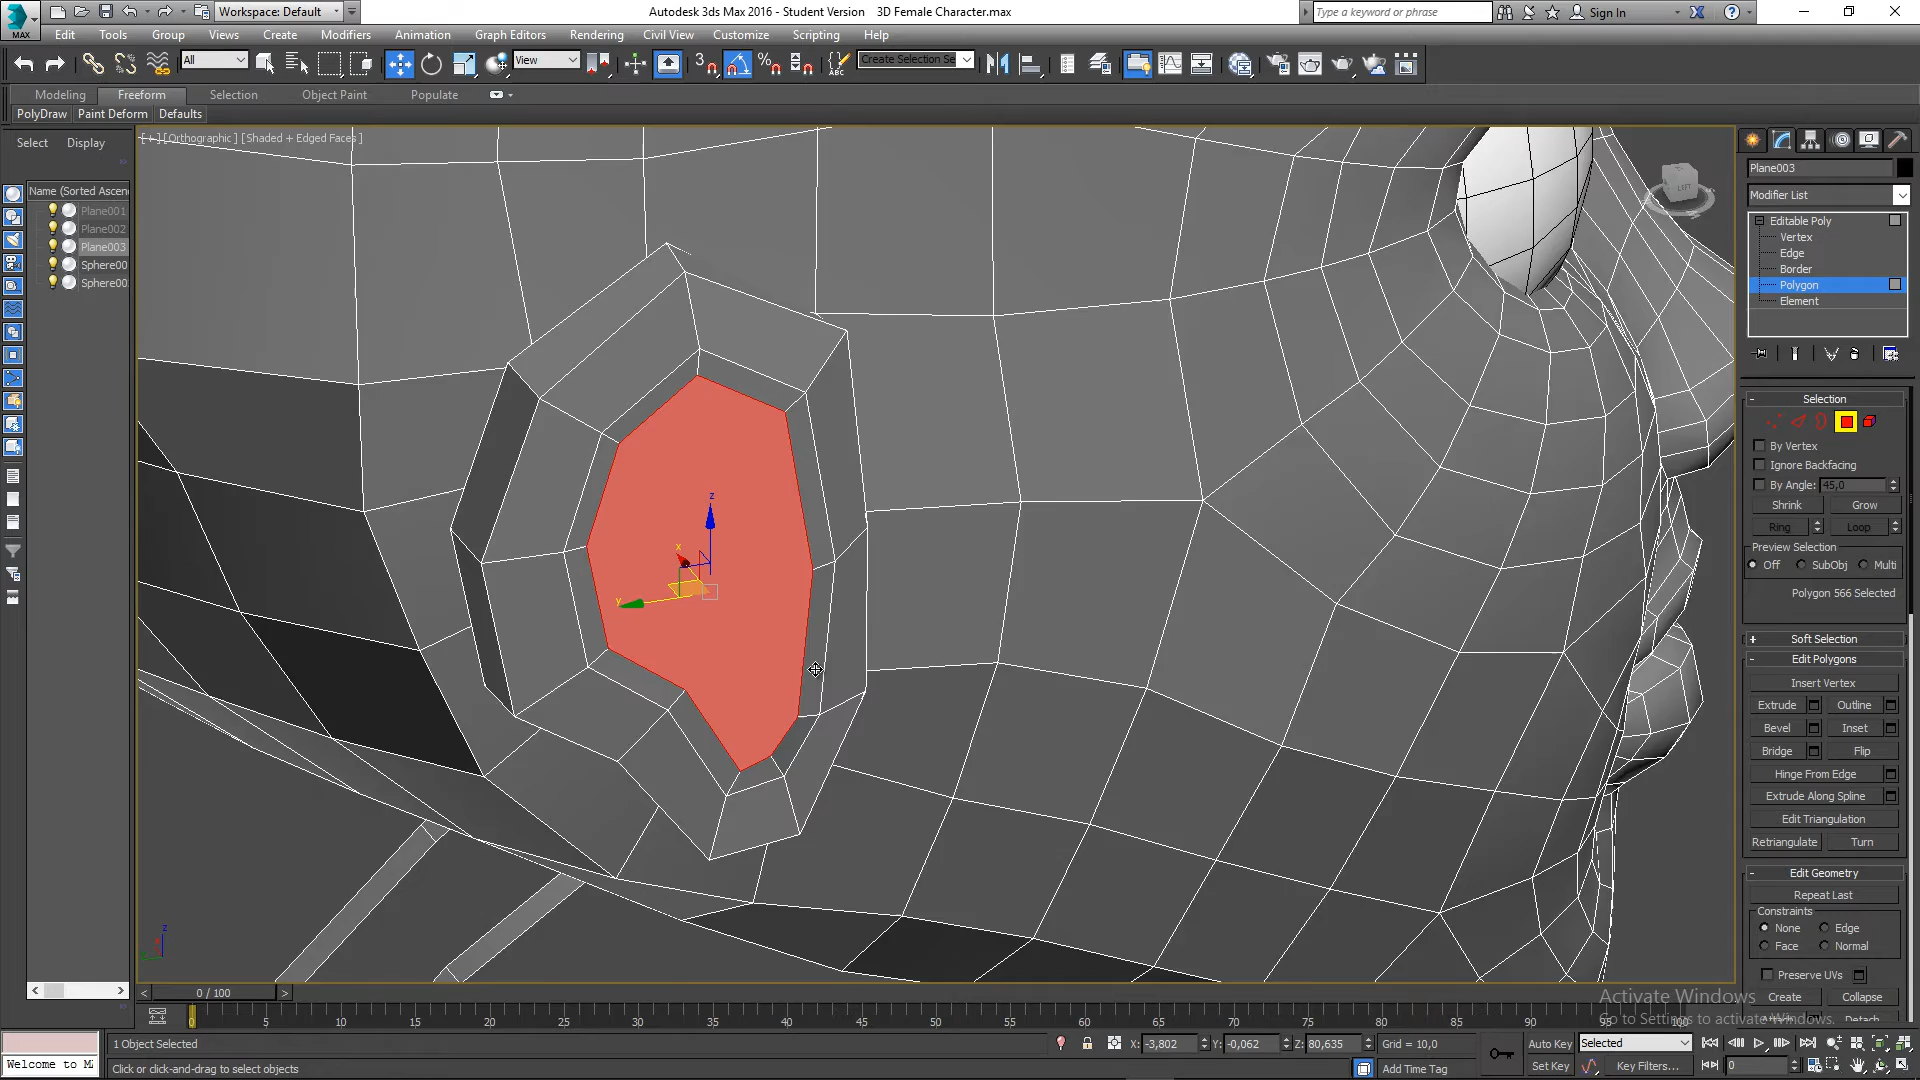 MAX
Workspace: Default
Autodesk 3ds Max 2016 - Student Version    3D Female Character.max
Type a keyword or phrase
Sign In
Edit
Tools
Group
Views
Create
Modifiers
Animation
Graph Editors
Rendering
Civil View
Customize
Scripting
Help
All
View
3
ABC
Create Selection Se
Modeling
Freeform
Selection
Object Paint
Populate
PolyDraw
Paint Deform
Defaults
Select
Display
[+] [Orthographic] [Shaded + Edged Faces]
Name (Sorted Ascen
Plane001
Plane002
Plane003
Sphere00
Sphere00
LEFT
z
x
y
z
Plane003
Modifier List
Editable Poly
Vertex
Edge
Border
Polygon
Element
Selection
By Vertex
Ignore Backfacing
By Angle: 45,0
Shrink
Grow
Ring
Loop
Preview Selection
Off
SubObj
Multi
Polygon 566 Selected
Soft Selection
Edit Polygons
Insert Vertex
Extrude
Outline
Bevel
Inset
Bridge
Flip
Hinge From Edge
Extrude Along Spline
Edit Triangulation
Retriangulate
Turn
Edit Geometry
Repeat Last
Constraints
None
Edge
Face
Normal
Preserve UVs
Create
Collapse
Detach
Activate Windows
Go to Settings to activate Windows.
0 / 100
0 5 10 15 20 25 30 35 40 45 50 55 60 65 70 75 80 85 90 95 100
1 Object Selected
X: -3,802
Y: -0,062
Z: 80,635
Grid = 10,0
Auto Key
Selected
Welcome to M
Click or click-and-drag to select objects
Add Time Tag
Set Key
Key Filters...
0